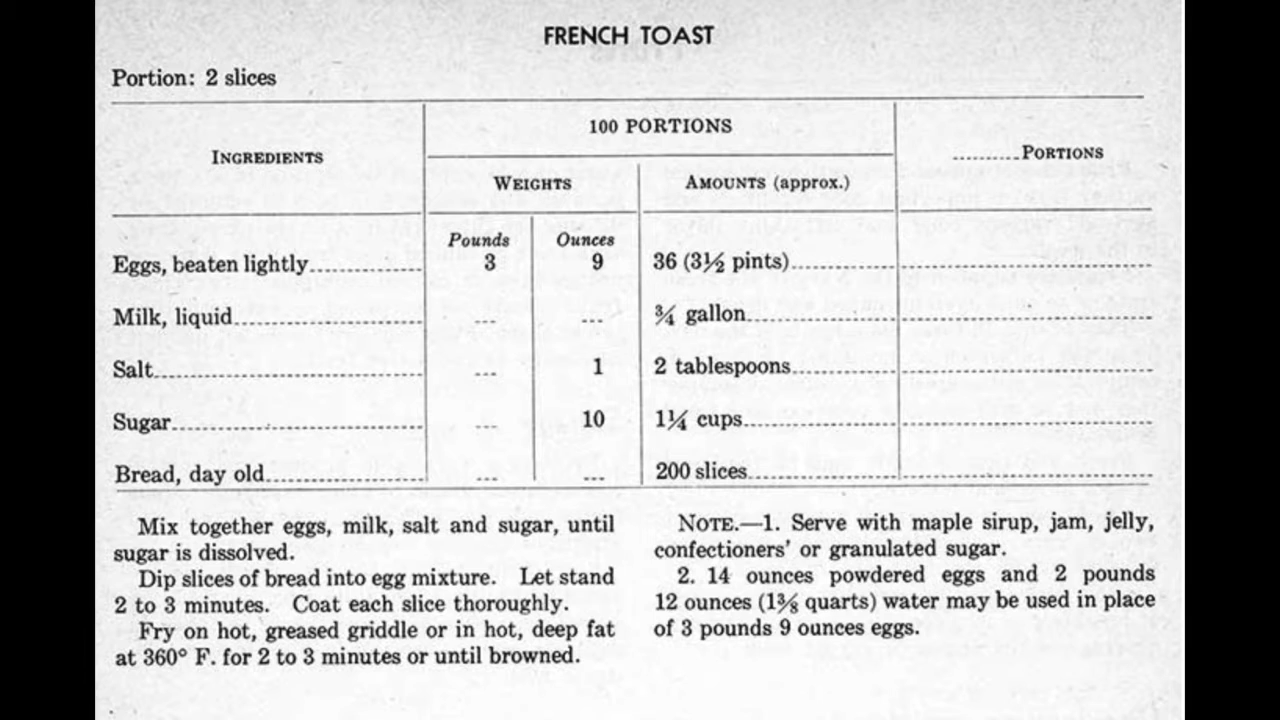 FRENCH TOAST
Portion: 2 slices
INGREDIENTS
100 PORTIONS
..........PORTIONS
WEIGHTS
AMOUNTS (approx.)
Pounds Ounces
Eggs, beaten lightly 3 9 36 (3½ pints)
Milk, liquid --- --- ¾ gallon
Salt --- 1 2 tablespoons
Sugar --- 10 1¼ cups
Bread, day old --- --- 200 slices
Mix together eggs, milk, salt and sugar, until
sugar is dissolved.
Dip slices of bread into egg mixture. Let stand
2 to 3 minutes. Coat each slice thoroughly.
Fry on hot, greased griddle or in hot, deep fat
at 360° F. for 2 to 3 minutes or until browned.
NOTE.—1. Serve with maple sirup, jam, jelly,
confectioners' or granulated sugar.
2. 14 ounces powdered eggs and 2 pounds
12 ounces (1⅜ quarts) water may be used in place
of 3 pounds 9 ounces eggs.